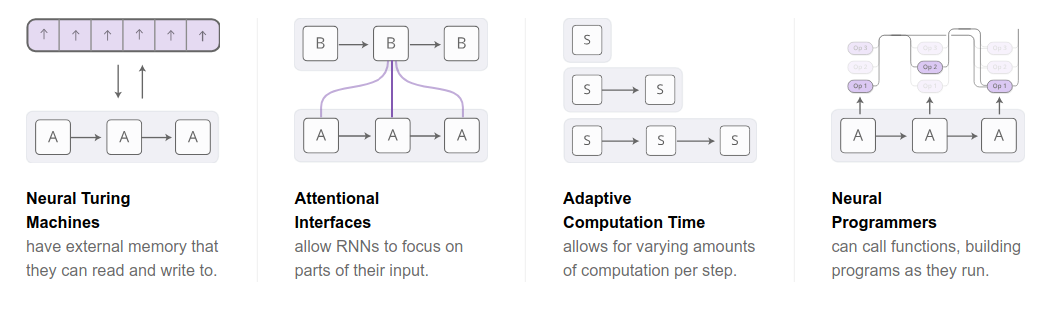 A A A
Neural Turing
Machines
have external memory that
they can read and write to.
B B B
A A A
Attentional
Interfaces
allow RNNs to focus on
parts of their input.
S
S S
S S S
Adaptive
Computation Time
allows for varying amounts
of computation per step.
Op 3 Op 3 Op 3
Op 2 Op 2 Op 2
Op 1 Op 1 Op 1
A A A
Neural
Programmers
can call functions, building
programs as they run.